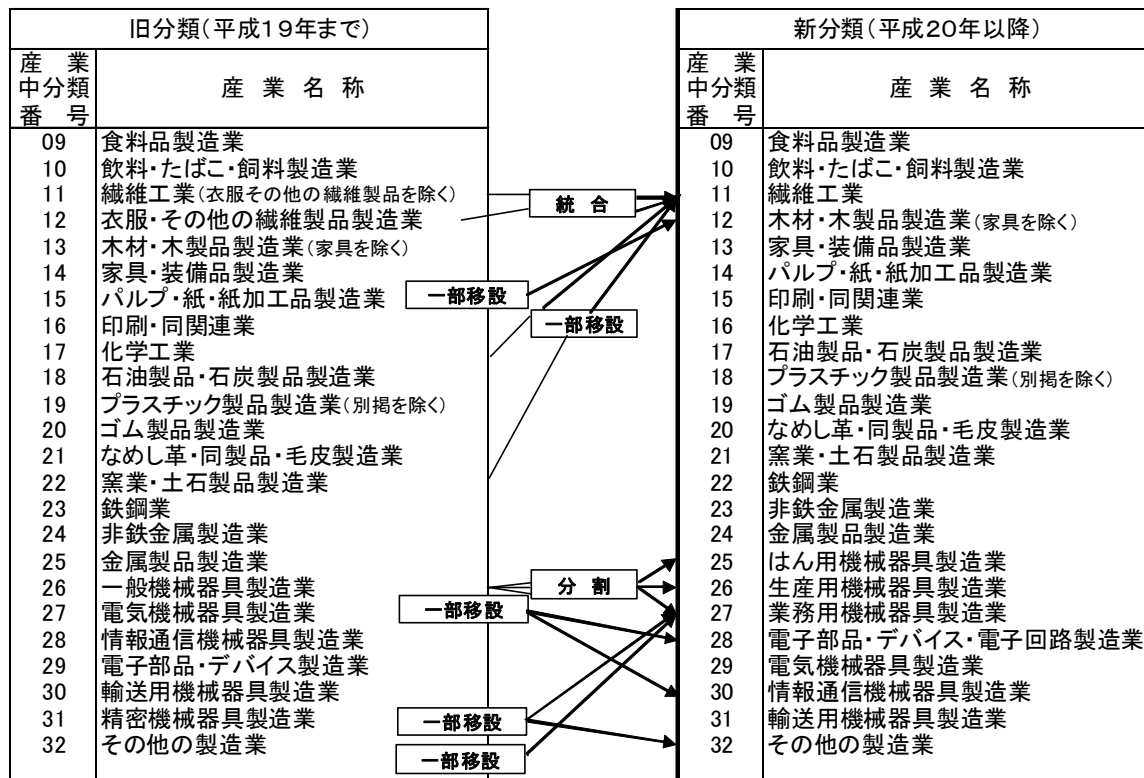 旧分類(平成19年まで)
産 業
中分類
番 号
産 業 名 称
09 食料品製造業
10 飲料・たばこ・飼料製造業
11 繊維工業(衣服その他の繊維製品を除く)
12 衣服・その他の繊維製品製造業
13 木材・木製品製造業(家具を除く)
14 家具・装備品製造業
15 パルプ・紙・紙加工品製造業
16 印刷・同関連業
17 化学工業
18 石油製品・石炭製品製造業
19 プラスチック製品製造業(別掲を除く)
20 ゴム製品製造業
21 なめし革・同製品・毛皮製造業
22 窯業・土石製品製造業
23 鉄鋼業
24 非鉄金属製造業
25 金属製品製造業
26 一般機械器具製造業
27 電気機械器具製造業
28 情報通信機械器具製造業
29 電子部品・デバイス製造業
30 輸送用機械器具製造業
31 精密機械器具製造業
32 その他の製造業
統 合
一部移設
一部移設
分 割
一部移設
一部移設
一部移設
新分類(平成20年以降)
産 業
中分類
番 号
産 業 名 称
09 食料品製造業
10 飲料・たばこ・飼料製造業
11 繊維工業
12 木材・木製品製造業(家具を除く)
13 家具・装備品製造業
14 パルプ・紙・紙加工品製造業
15 印刷・同関連業
16 化学工業
17 石油製品・石炭製品製造業
18 プラスチック製品製造業(別掲を除く)
19 ゴム製品製造業
20 なめし革・同製品・毛皮製造業
21 窯業・土石製品製造業
22 鉄鋼業
23 非鉄金属製造業
24 金属製品製造業
25 はん用機械器具製造業
26 生産用機械器具製造業
27 業務用機械器具製造業
28 電子部品・デバイス・電子回路製造業
29 電気機械器具製造業
30 情報通信機械器具製造業
31 輸送用機械器具製造業
32 その他の製造業